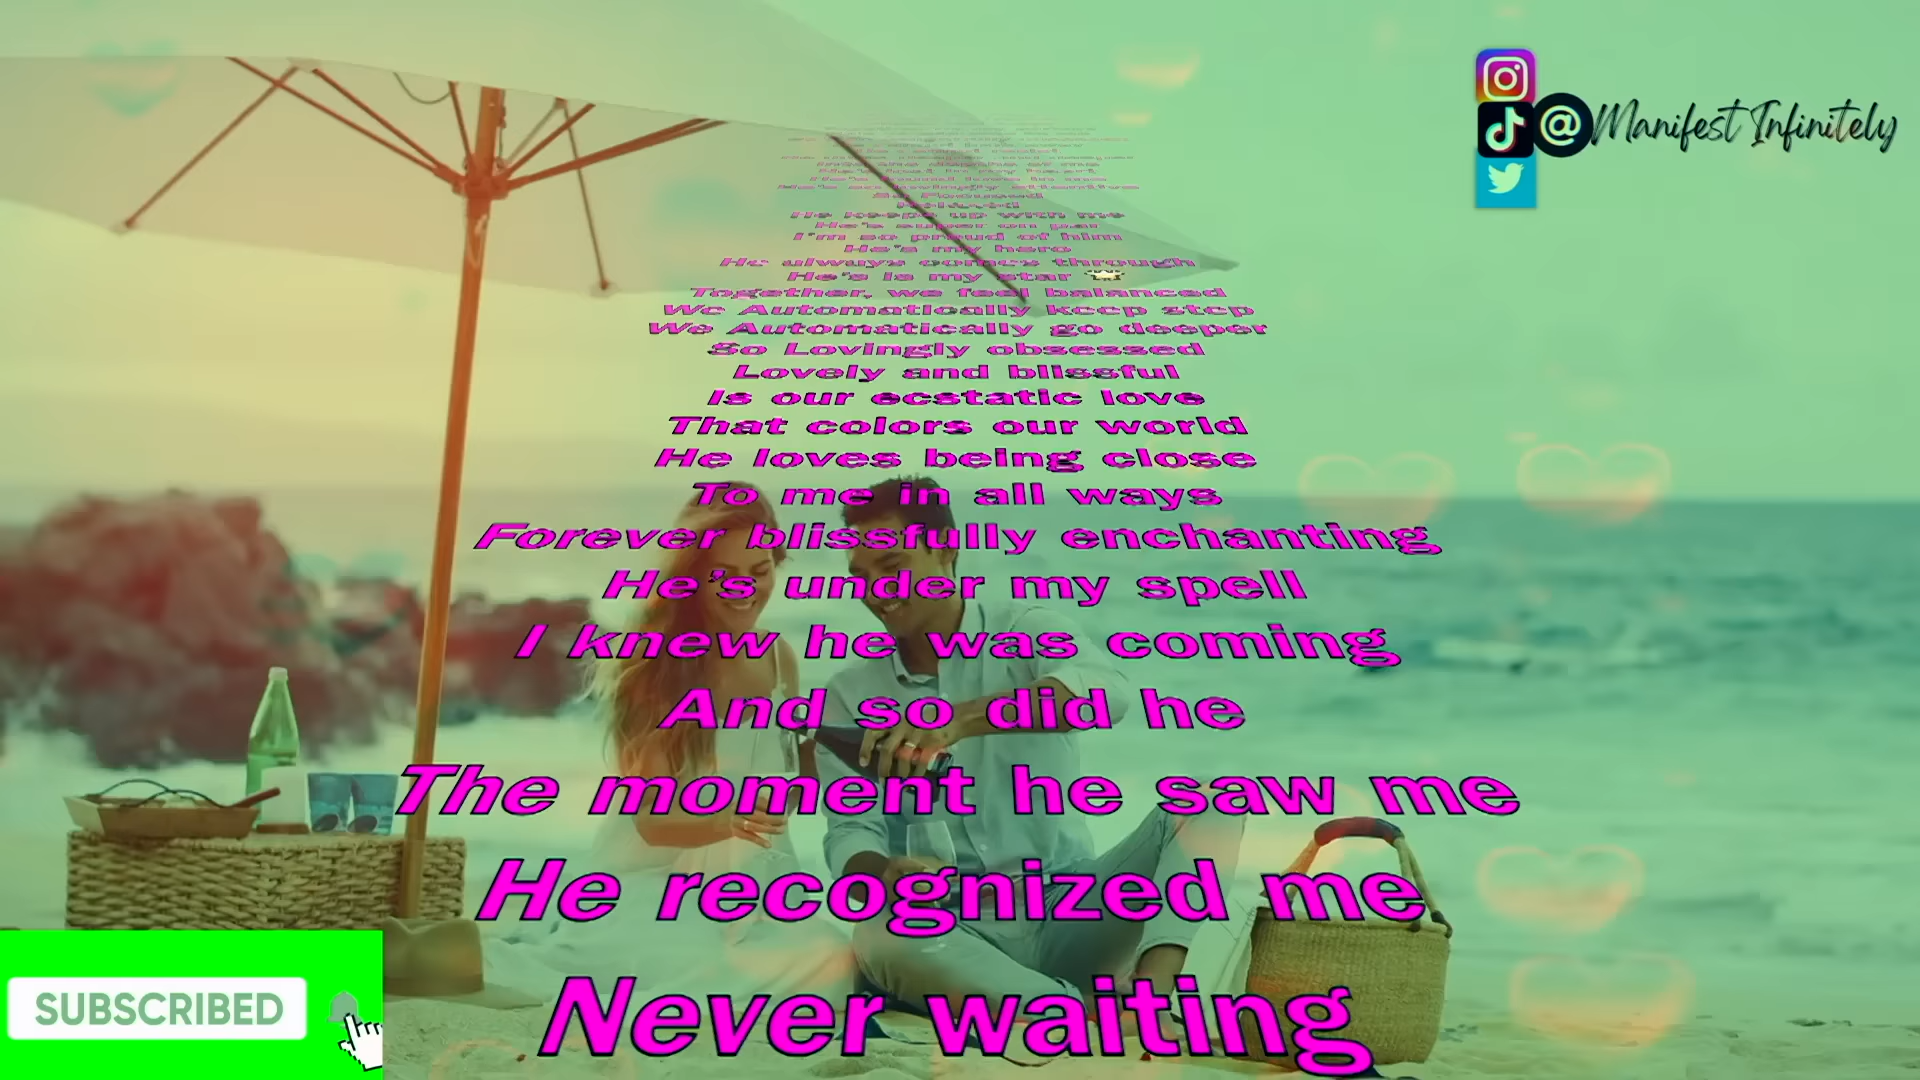 @Manifest Infinitely
He keeps up with me
He's super on par
I'm so proud of him
He's my hero
He always comes through
He's is my star
Together, we feel balanced
We Automatically keep step
We Automatically go deeper
So Lovingly obsessed
Lovely and blissful
Is our ecstatic love
That colors our world
He loves being close
To me in all ways
Forever blissfully enchanting
He's under my spell
I knew he was coming
And so did he
The moment he saw me
He recognized me
Never waiting
SUBSCRIBED